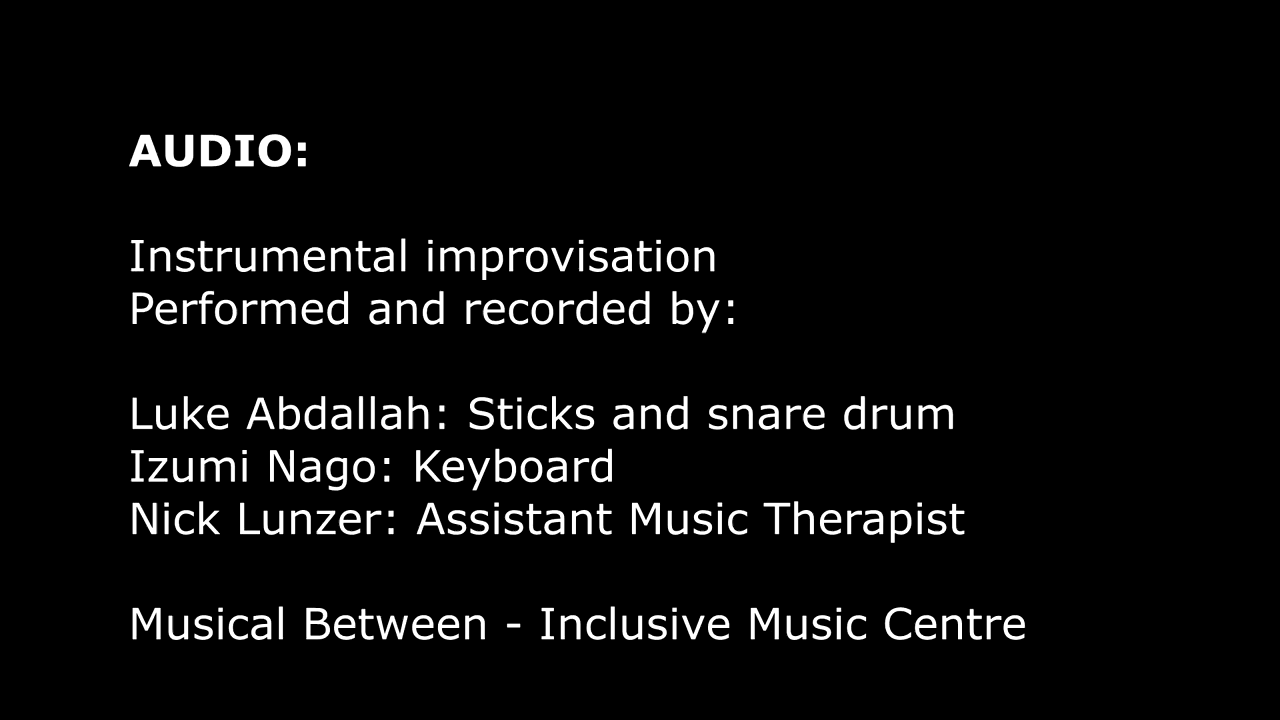 AUDIO:
Instrumental improvisation
Performed and recorded by:
Luke Abdallah: Sticks and snare drum
Izumi Nago: Keyboard
Nick Lunzer: Assistant Music Therapist
Musical Between - Inclusive Music Centre